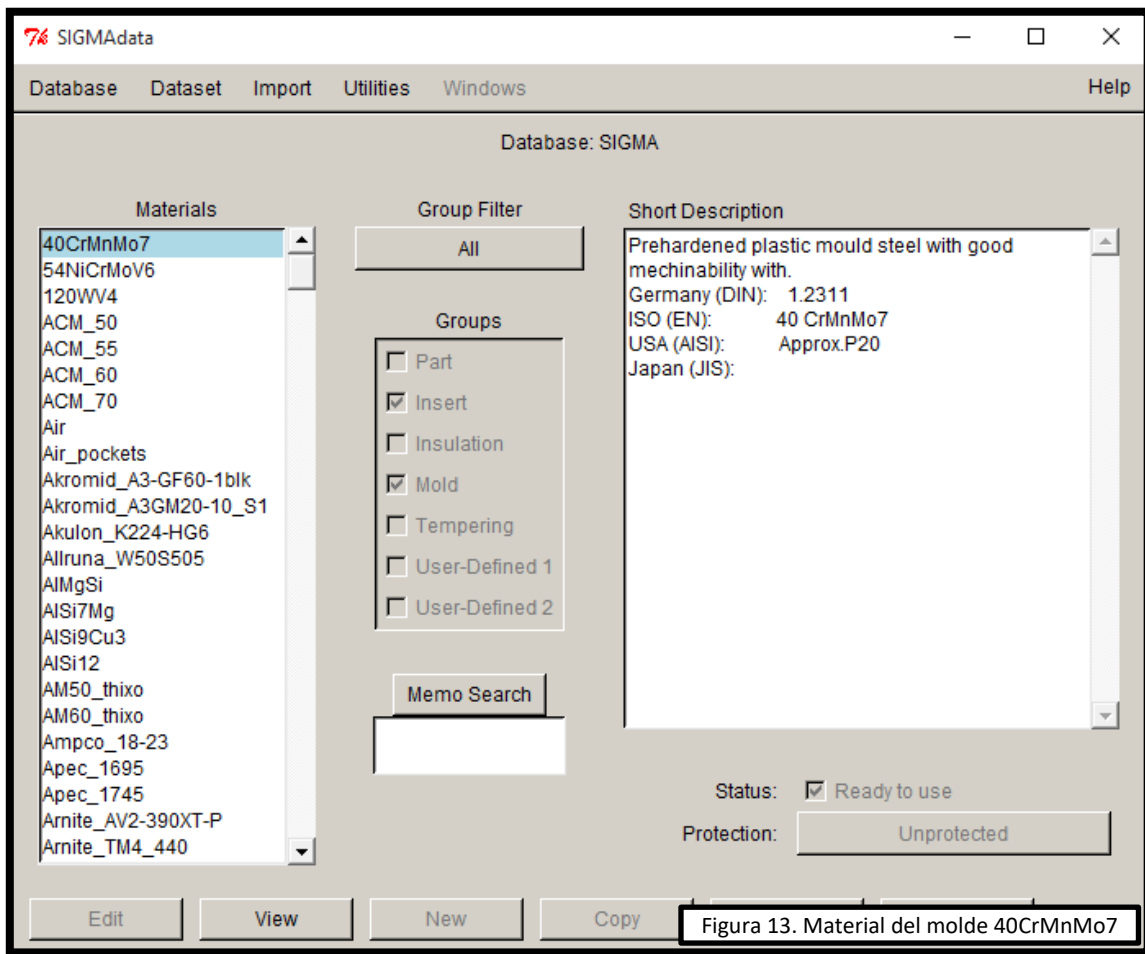 SIGMAdata
Database Dataset Import Utilities Windows Help
Database: SIGMA
Materials
40CrMnMo7
54NiCrMoV6
120WV4
ACM_50
ACM_55
ACM_60
ACM_70
Air
Air_pockets
Akromid_A3-GF60-1blk
Akromid_A3GM20-10_S1
Akulon_K224-HG6
Allruna_W50S505
AlMgSi
AlSi7Mg
AlSi9Cu3
AlSi12
AM50_thixo
AM60_thixo
Ampco_18-23
Apec_1695
Apec_1745
Arnite_AV2-390XT-P
Arnite_TM4_440
Group Filter
All
Groups
Part
Insert
Insulation
Mold
Tempering
User-Defined 1
User-Defined 2
Memo Search
Short Description
Prehardened plastic mould steel with good
mechinability with.
Germany (DIN): 1.2311
ISO (EN): 40 CrMnMo7
USA (AISI): Approx.P20
Japan (JIS):
Status: Ready to use
Protection: Unprotected
Edit View New Copy
Figura 13. Material del molde 40CrMnMo7